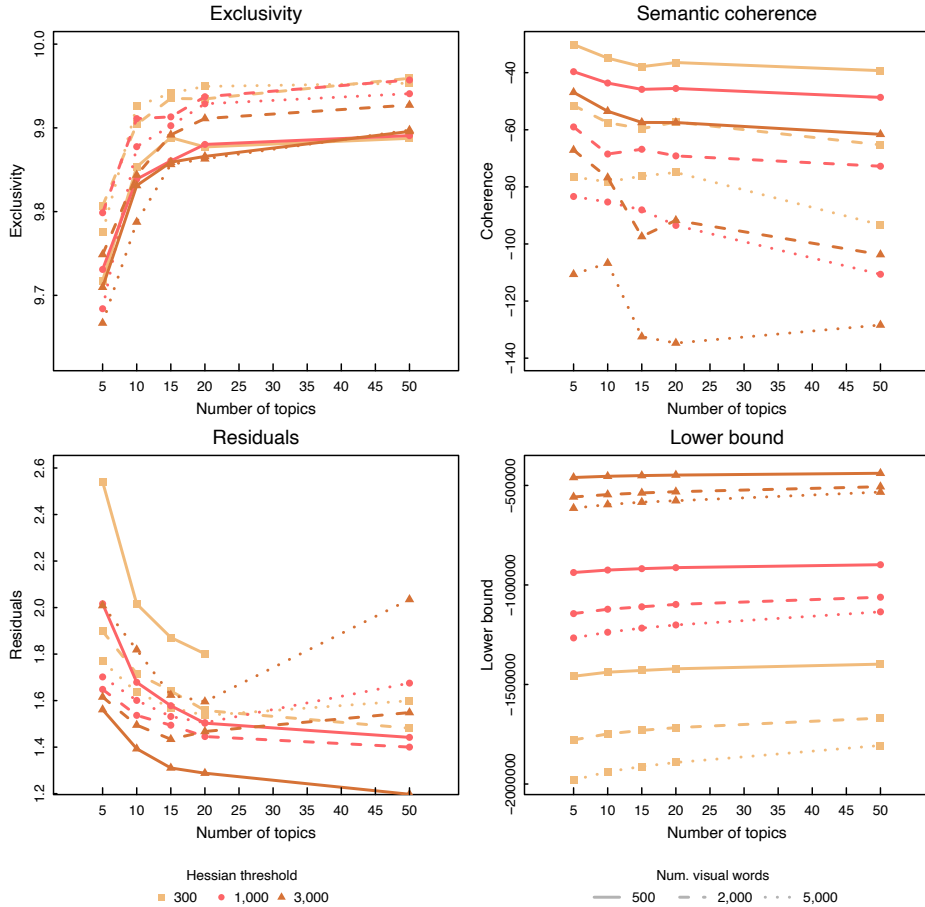 Exclusivity
Exclusivity
10.0
9.9
9.8
9.7
5 10 15 20 25 30 35 40 45 50
Number of topics
Semantic coherence
Coherence
−40
−60
−80
−100
−120
−140
5 10 15 20 25 30 35 40 45 50
Number of topics
Residuals
Residuals
2.6
2.4
2.2
2.0
1.8
1.6
1.4
1.2
5 10 15 20 25 30 35 40 45 50
Number of topics
Lower bound
Lower bound
−500000
−1000000
−1500000
−2000000
5 10 15 20 25 30 35 40 45 50
Number of topics
Hessian threshold
300 1,000 3,000
Num. visual words
500 2,000 5,000